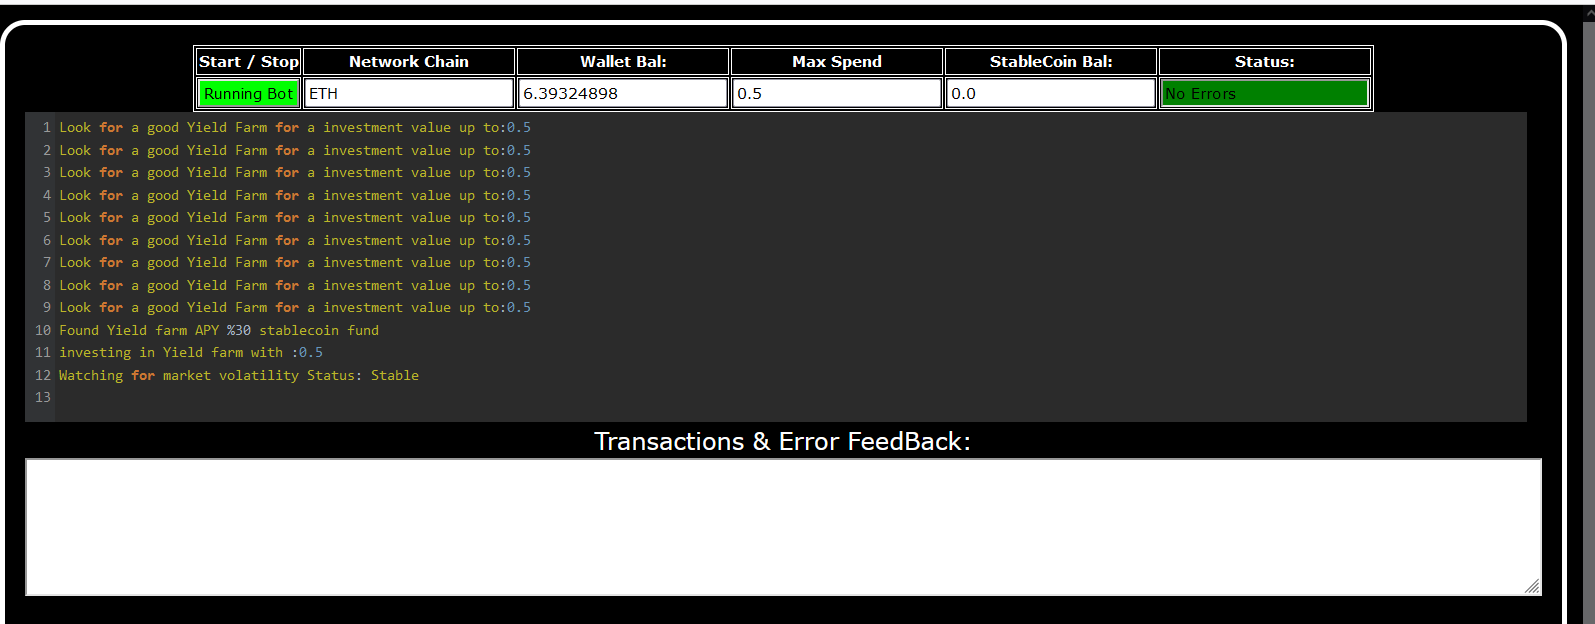 Start / Stop Network Chain Wallet Bal: Max Spend StableCoin Bal: Status:
Running Bot ETH 6.39324898 0.5 0.0 No Errors
1 Look for a good Yield Farm for a investment value up to:0.5
2 Look for a good Yield Farm for a investment value up to:0.5
3 Look for a good Yield Farm for a investment value up to:0.5
4 Look for a good Yield Farm for a investment value up to:0.5
5 Look for a good Yield Farm for a investment value up to:0.5
6 Look for a good Yield Farm for a investment value up to:0.5
7 Look for a good Yield Farm for a investment value up to:0.5
8 Look for a good Yield Farm for a investment value up to:0.5
9 Look for a good Yield Farm for a investment value up to:0.5
10 Found Yield farm APY %30 stablecoin fund
11 investing in Yield farm with :0.5
12 Watching for market volatility Status: Stable
13
Transactions & Error FeedBack: